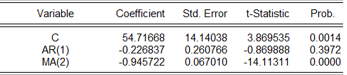 Variable Coefficient Std. Error t-Statistic Prob.
C 54.71668 14.14038 3.869535 0.0014
AR(1) -0.226837 0.260766 -0.869888 0.3972
MA(2) -0.945722 0.067010 -14.11311 0.0000